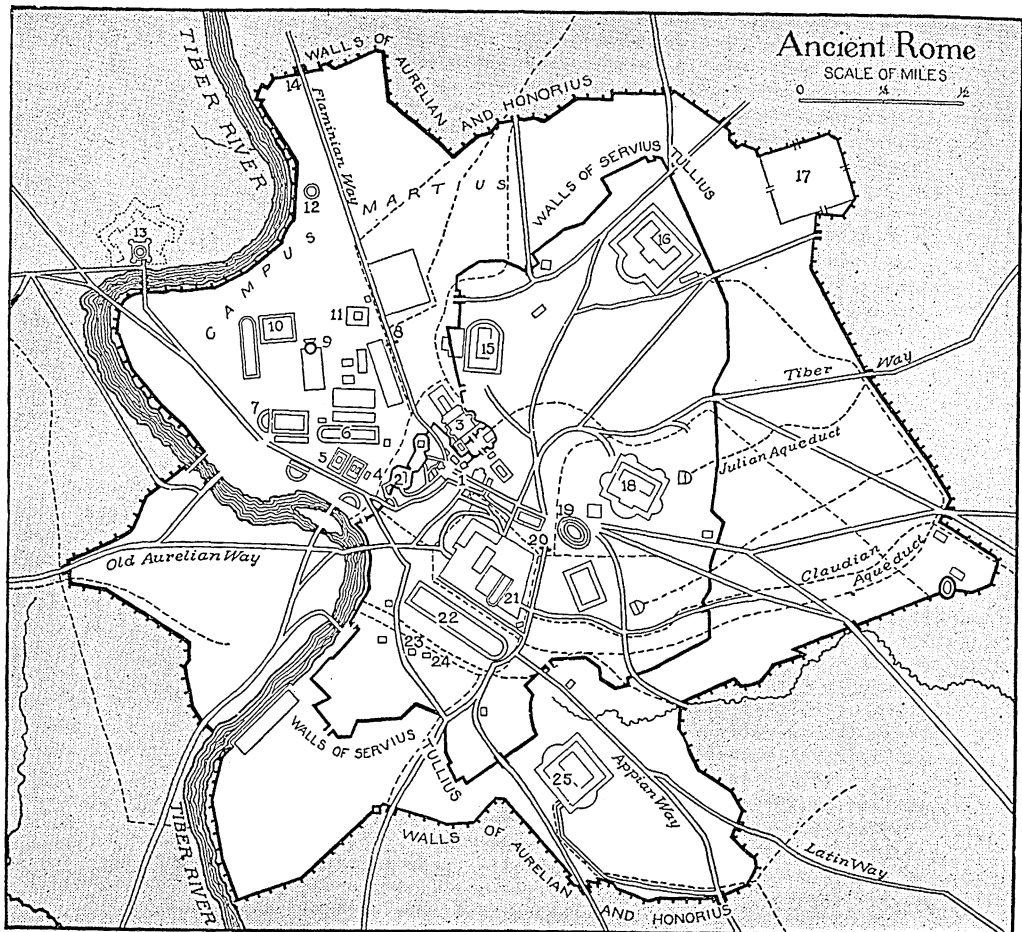 Ancient Rome
SCALE OF MILES
0 ¼ ½
TIBER RIVER
WALLS OF AURELIAN AND HONORIUS
14
Flaminian Way
WALLS OF SERVIUS TULLIUS
17
CAMPUS MARTIUS
12
13
16
11
10
8
9
15
Tiber Way
7
6
3
5
4
2
1
Julian Aqueduct
18
19
20
Old Aurelian Way
Claudian Aqueduct
21
22
23
24
WALLS OF SERVIUS TULLIUS
25
Appian Way
TIBER RIVER
WALLS OF AURELIAN AND HONORIUS
Latin Way